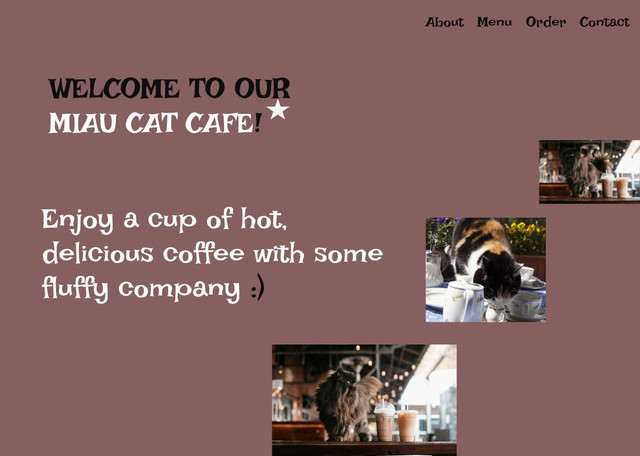 About Menu Order Contact
WELCOME TO OUR
MIAU CAT CAFE!
Enjoy a cup of hot,
delicious coffee with some
fluffy company :)